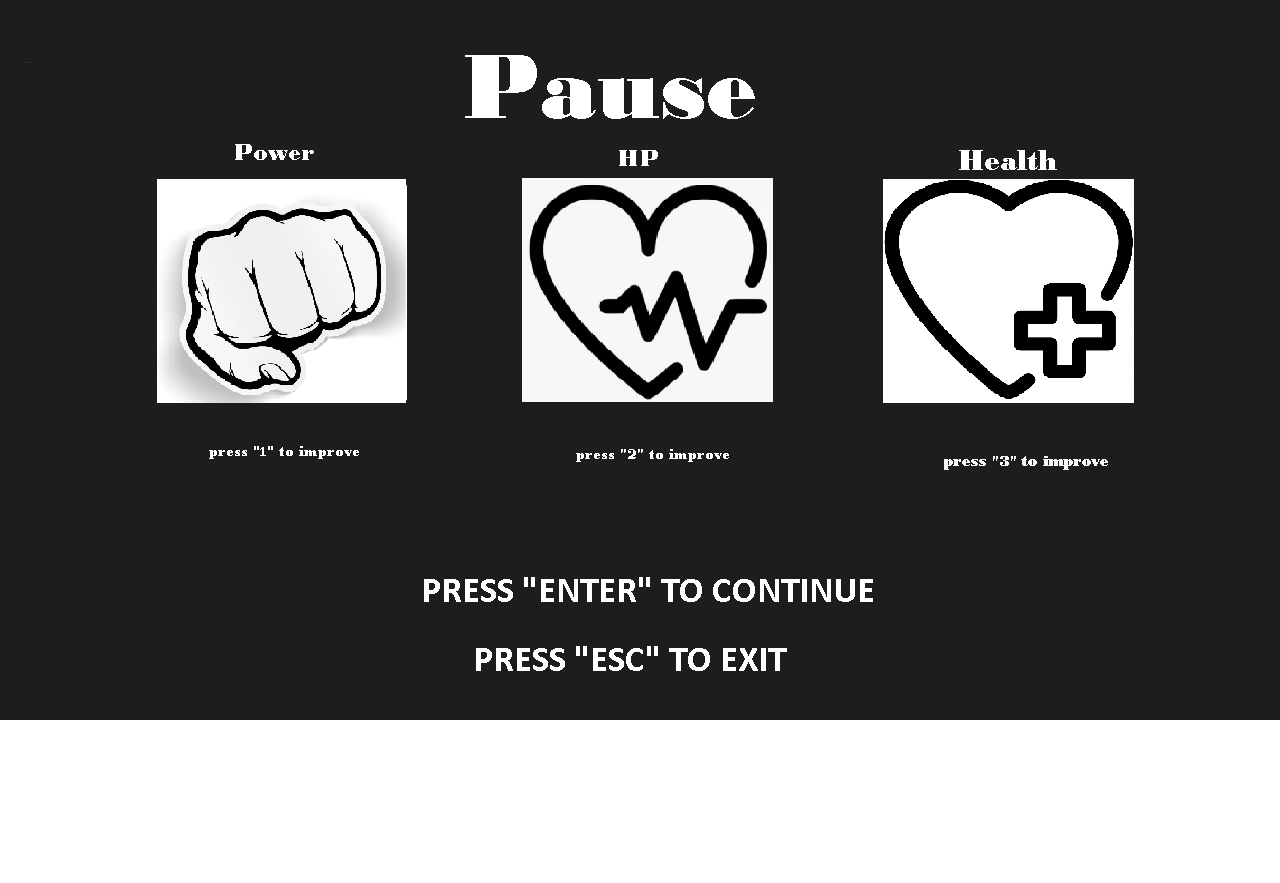 Pause
Power
HP
Health
press "1" to improve
press "2" to improve
press "3" to improve
PRESS "ENTER" TO CONTINUE
PRESS "ESC" TO EXIT